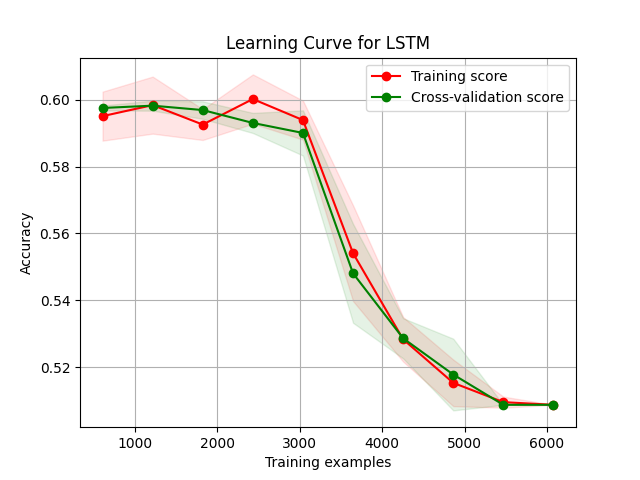 Learning Curve for LSTM
Training score
Cross-validation score
0.60
0.58
0.56
0.54
0.52
Accuracy
1000 2000 3000 4000 5000 6000
Training examples